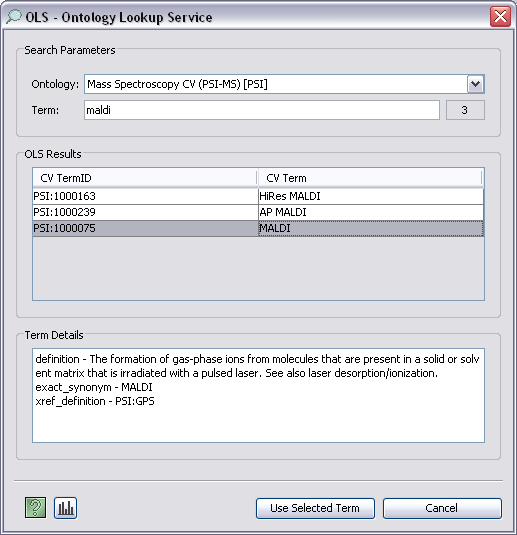 OLS - Ontology Lookup Service
Search Parameters
Ontology: Mass Spectroscopy CV (PSI-MS) [PSI]
Term: maldi 3
OLS Results
CV TermID CV Term
PSI:1000163 HiRes MALDI
PSI:1000239 AP MALDI
PSI:1000075 MALDI
Term Details
definition - The formation of gas-phase ions from molecules that are present in a solid or solv
ent matrix that is irradiated with a pulsed laser. See also laser desorption/ionization.
exact_synonym - MALDI
xref_definition - PSI:GPS
? Use Selected Term Cancel